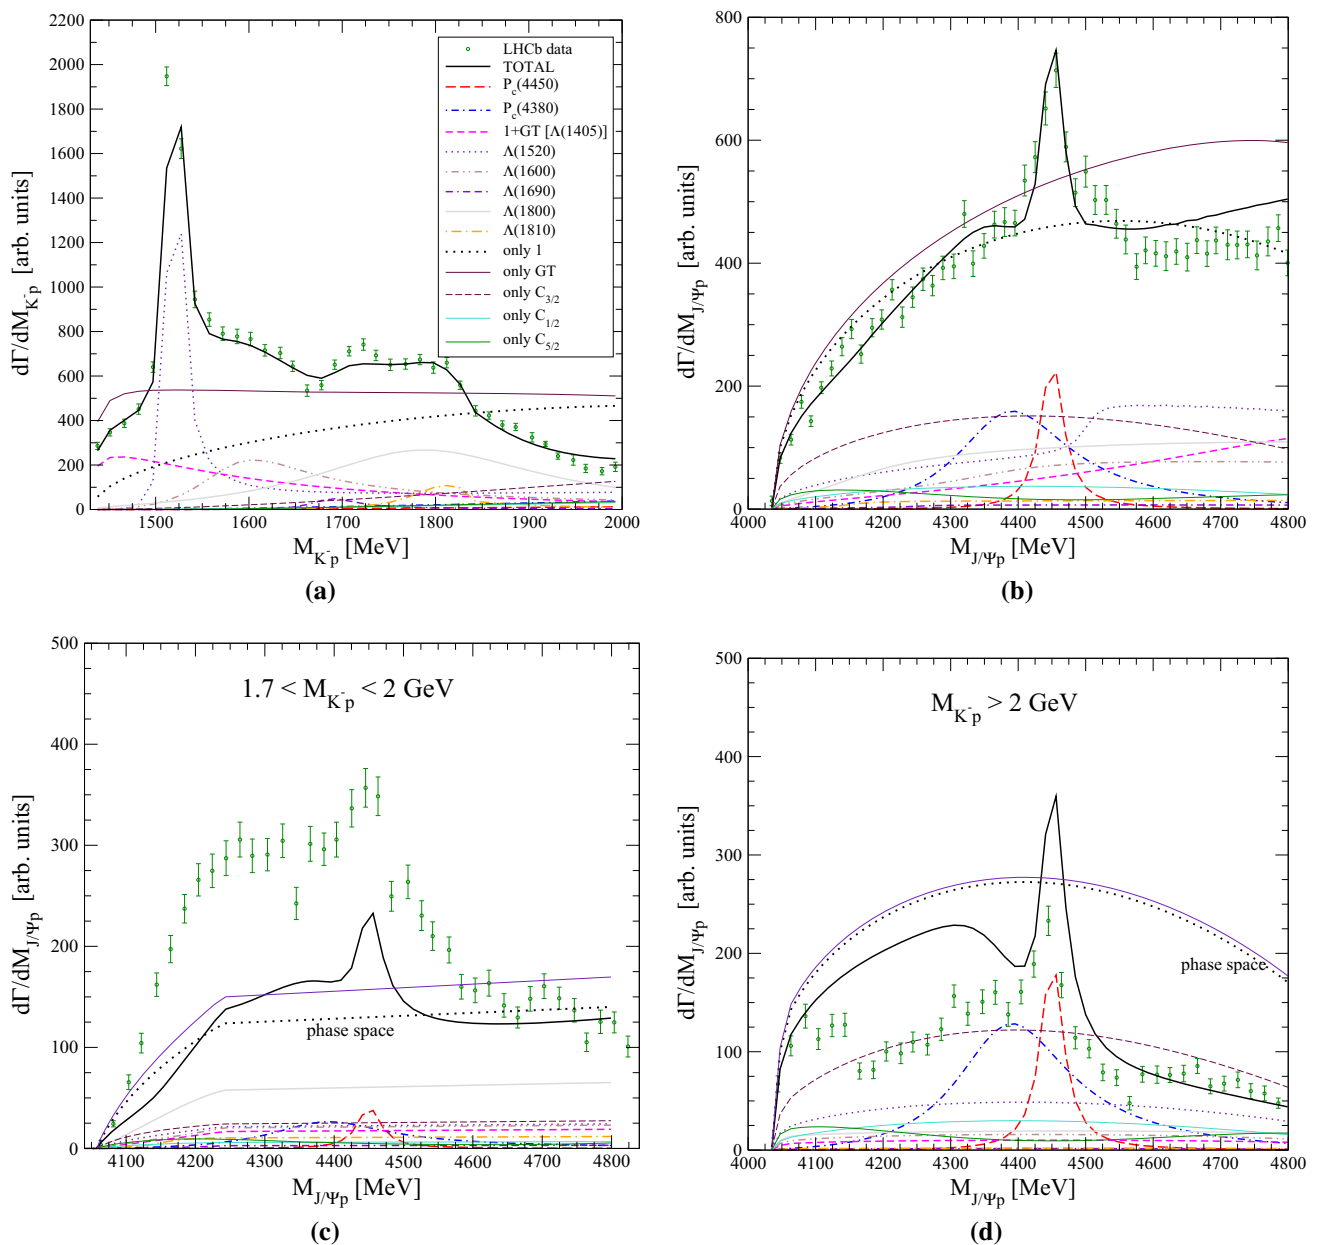 2200
2000
1800
1600
1400
1200
1000
800
600
400
200
0
dΓ/dM_{K⁻p} [arb. units]
LHCb data
TOTAL
P_c(4450)
P_c(4380)
1+GT [Λ(1405)]
Λ(1520)
Λ(1600)
Λ(1690)
Λ(1800)
Λ(1810)
only 1
only GT
only C_{3/2}
only C_{1/2}
only C_{5/2}
1500 1600 1700 1800 1900 2000
M_{K⁻p} [MeV]
(a)
800
600
400
200
0
dΓ/dM_{J/Ψp} [arb. units]
4000 4100 4200 4300 4400 4500 4600 4700 4800
M_{J/Ψp} [MeV]
(b)
500
400
300
200
100
0
dΓ/dM_{J/Ψp} [arb. units]
1.7 < M_{K⁻p} < 2 GeV
phase space
4100 4200 4300 4400 4500 4600 4700 4800
M_{J/Ψp} [MeV]
(c)
500
400
300
200
100
0
dΓ/dM_{J/Ψp} [arb. units]
M_{K⁻p} > 2 GeV
phase space
4000 4100 4200 4300 4400 4500 4600 4700 4800
M_{J/Ψp} [MeV]
(d)